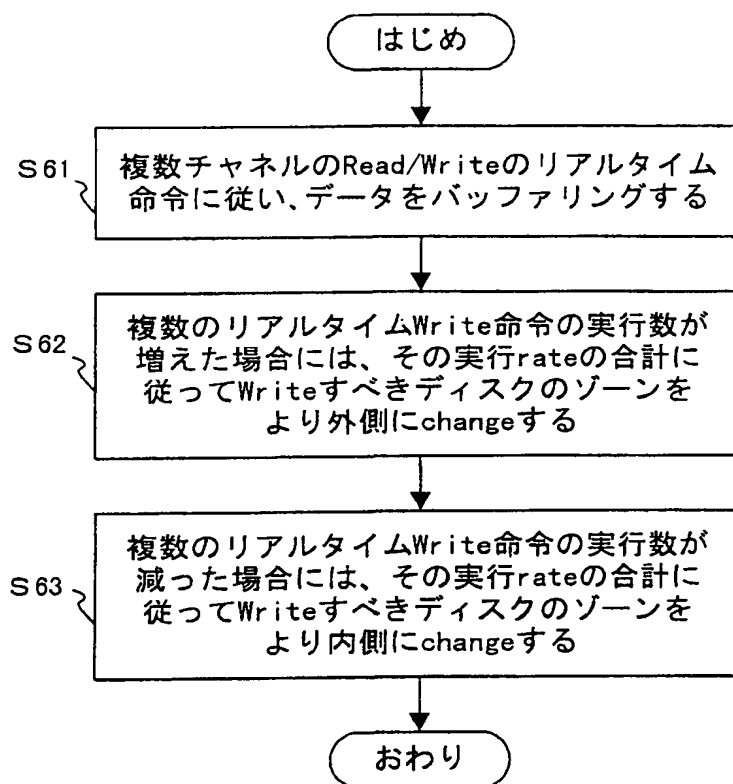 はじめ
S61
複数チャネルのRead/Writeのリアルタイム
命令に従い、データをバッファリングする
S62
複数のリアルタイムWrite命令の実行数が
増えた場合には、その実行rateの合計に
従ってWriteすべきディスクのゾーンを
より外側にchangeする
S63
複数のリアルタイムWrite命令の実行数が
減った場合には、その実行rateの合計に
従ってWriteすべきディスクのゾーンを
より内側にchangeする
おわり